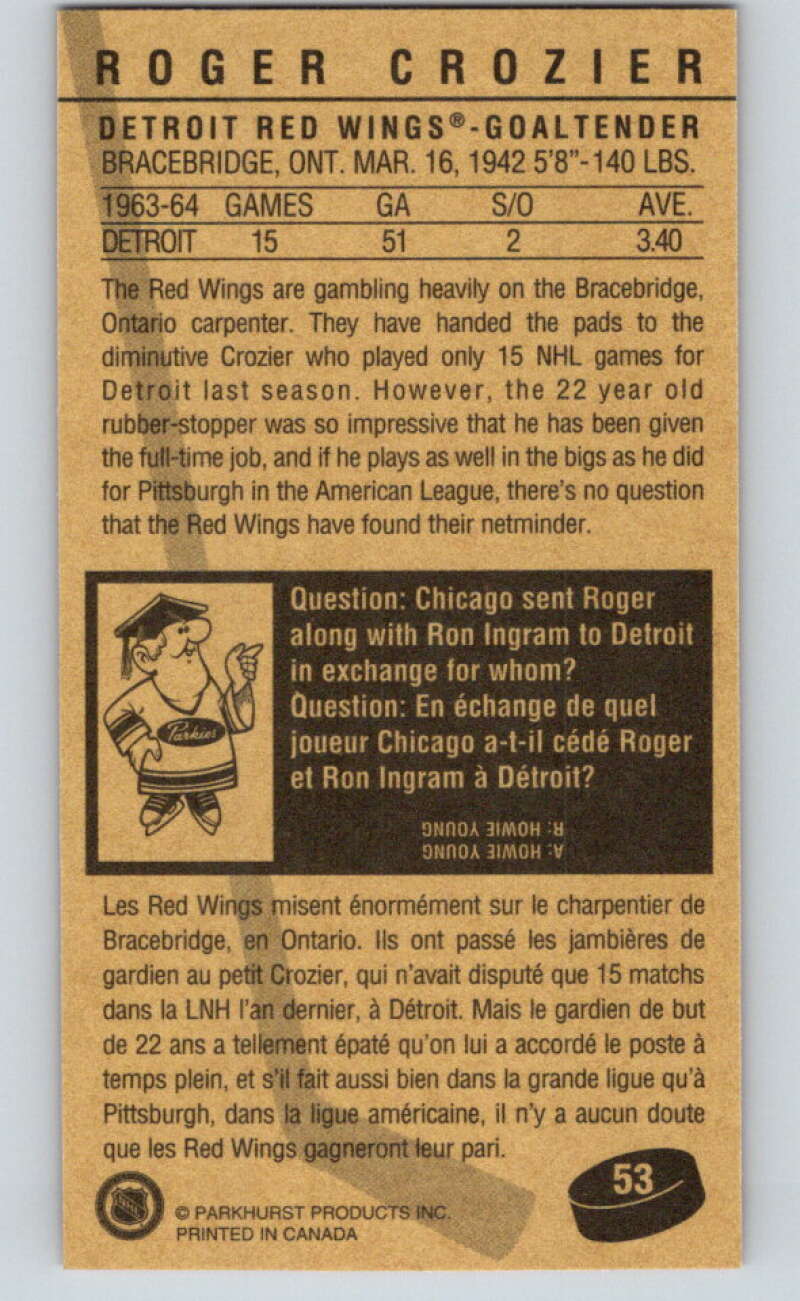 ROGER CROZIER
DETROIT RED WINGS®-GOALTENDER
BRACEBRIDGE, ONT. MAR. 16, 1942 5'8"-140 LBS.
1963-64 GAMES GA S/O AVE.
DETROIT 15 51 2 3.40
The Red Wings are gambling heavily on the Bracebridge,
Ontario carpenter. They have handed the pads to the
diminutive Crozier who played only 15 NHL games for
Detroit last season. However, the 22 year old
rubber-stopper was so impressive that he has been given
the full-time job, and if he plays as well in the bigs as he did
for Pittsburgh in the American League, there's no question
that the Red Wings have found their netminder.
Parkies
Question: Chicago sent Roger
along with Ron Ingram to Detroit
in exchange for whom?
Question: En échange de quel
joueur Chicago a-t-il cédé Roger
et Ron Ingram à Détroit?
A: HOWIE YOUNG
R: HOWIE YOUNG
Les Red Wings misent énormément sur le charpentier de
Bracebridge, en Ontario. Ils ont passé les jambières de
gardien au petit Crozier, qui n'avait disputé que 15 matchs
dans la LNH l'an dernier, à Détroit. Mais le gardien de but
de 22 ans a tellement épaté qu'on lui a accordé le poste à
temps plein, et s'il fait aussi bien dans la grande ligue qu'à
Pittsburgh, dans la ligue américaine, il n'y a aucun doute
que les Red Wings gagneront leur pari.
53
© PARKHURST PRODUCTS INC.
PRINTED IN CANADA